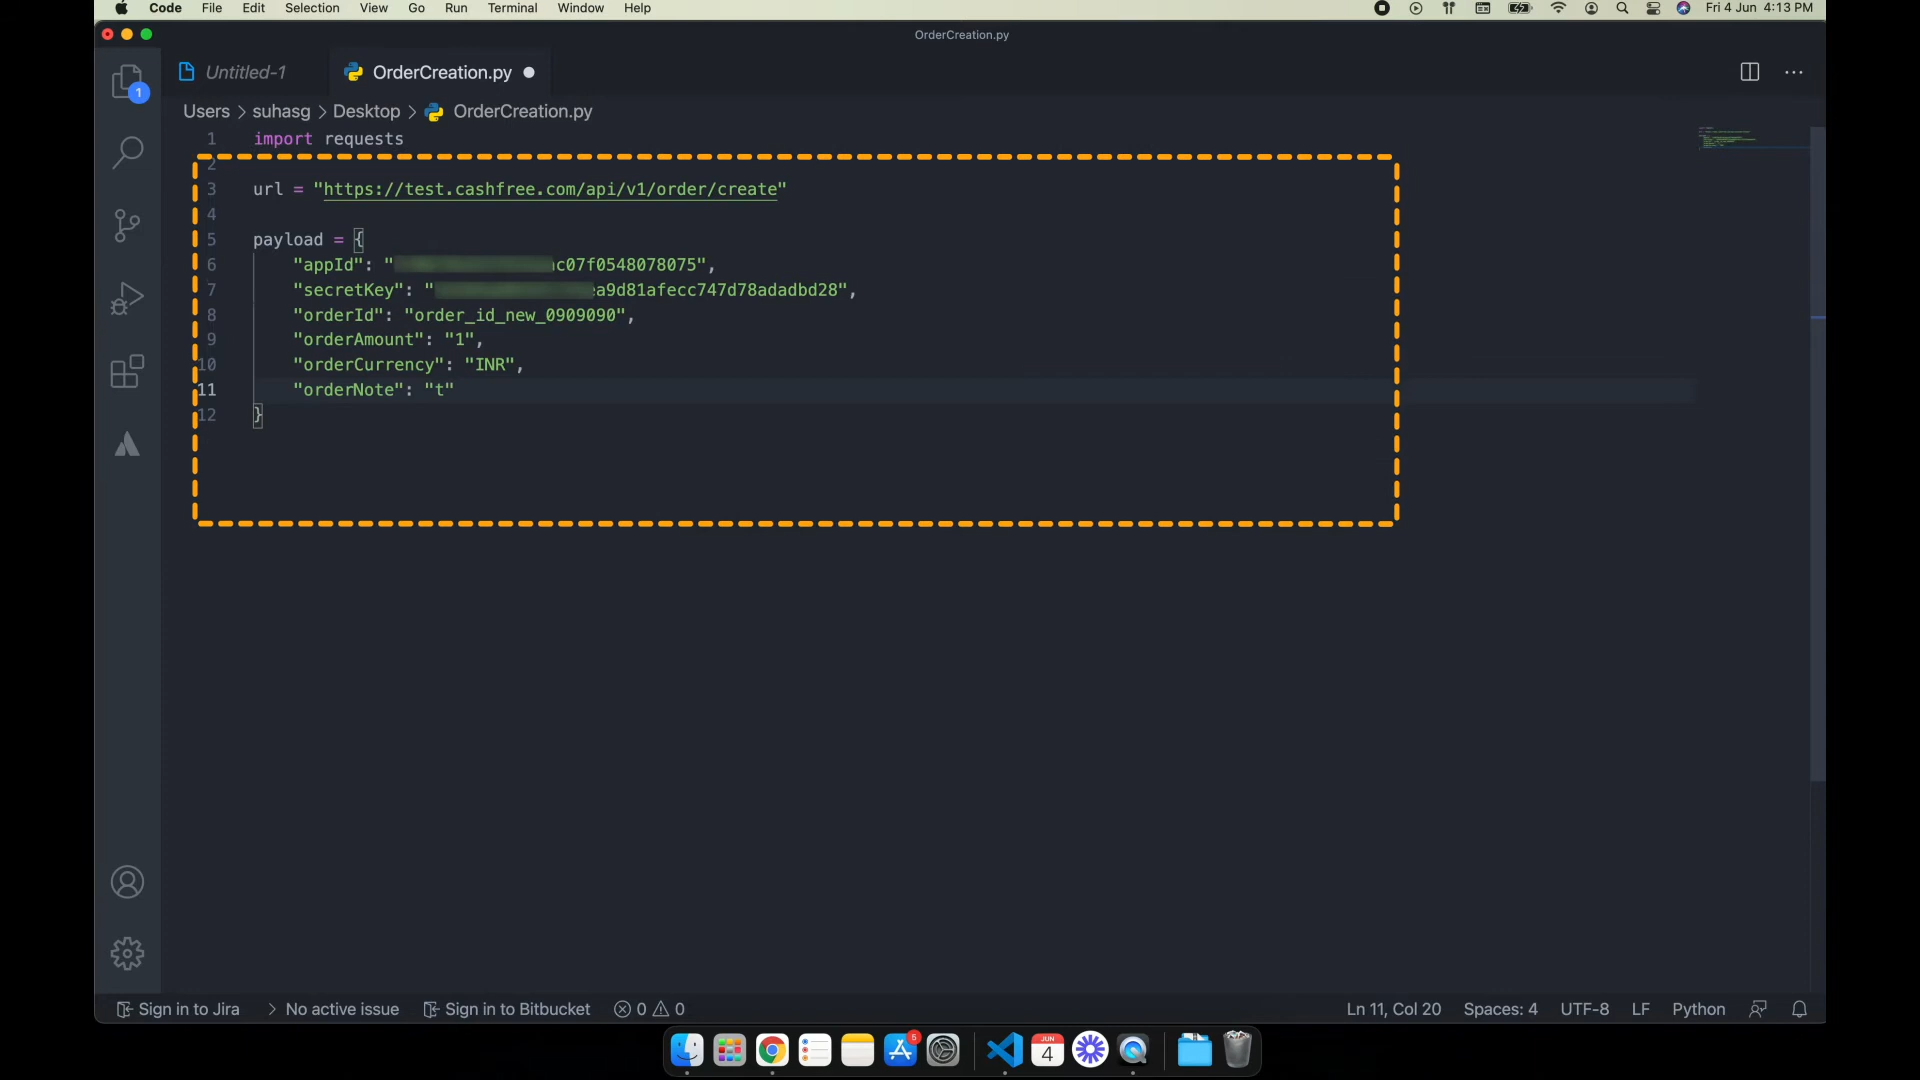 Code File Edit Selection View Go Run Terminal Window Help Fri 4 Jun 4:13 PM
OrderCreation.py
Untitled-1 OrderCreation.py
1
Users > suhasg > Desktop > OrderCreation.py
1 import requests
2
3 url = "https://test.cashfree.com/api/v1/order/create"
4
5 payload = {
6 "appId": "c07f0548078075",
7 "secretKey": "a9d81afecc747d78adadbd28",
8 "orderId": "order_id_new_0909090",
9 "orderAmount": "1",
10 "orderCurrency": "INR",
11 "orderNote": "t"
12 }
Sign in to Jira > No active issue Sign in to Bitbucket 0 0 Ln 11, Col 20 Spaces: 4 UTF-8 LF Python
5 JUN 4